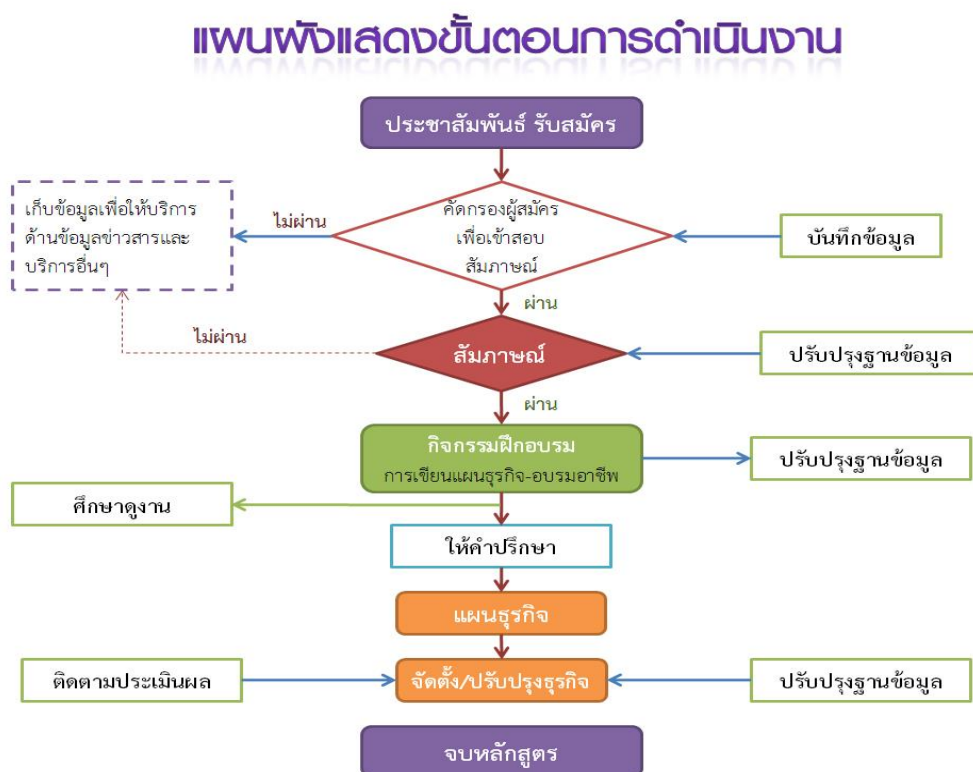 แผนผังแสดงขั้นตอนการดำเนินงาน
ประชาสัมพันธ์ รับสมัคร
เก็บข้อมูลเพื่อให้บริการ
ด้านข้อมูลข่าวสารและ
บริการอื่นๆ
ไม่ผ่าน
คัดกรองผู้สมัคร
เพื่อเข้าสอบ
สัมภาษณ์
บันทึกข้อมูล
ผ่าน
ไม่ผ่าน
สัมภาษณ์
ปรับปรุงฐานข้อมูล
ผ่าน
กิจกรรมฝึกอบรม
การเขียนแผนธุรกิจ-อบรมอาชีพ
ปรับปรุงฐานข้อมูล
ศึกษาดูงาน
ให้คำปรึกษา
แผนธุรกิจ
ติดตามประเมินผล
จัดตั้ง/ปรับปรุงธุรกิจ
ปรับปรุงฐานข้อมูล
จบหลักสูตร